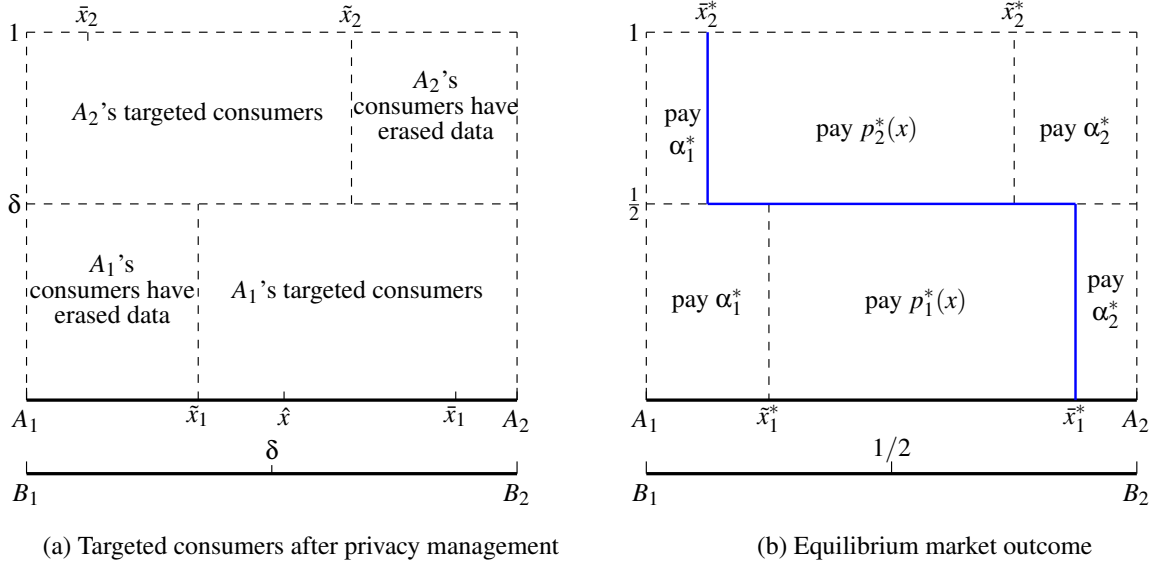 x̄₂ x̃₂
1
A₂'s targeted consumers
A₂'s
consumers have
erased data
δ
A₁'s
consumers have
erased data
A₁'s targeted consumers
A₁ x̃₁ x̂ x̄₁ A₂
δ
B₁ B₂
(a) Targeted consumers after privacy management
x̄₂* x̃₂*
1
pay
α₁*
pay p₂*(x)
pay α₂*
1/2
pay α₁*
pay p₁*(x)
pay
α₂*
A₁ x̃₁* x̄₁* A₂
1/2
B₁ B₂
(b) Equilibrium market outcome